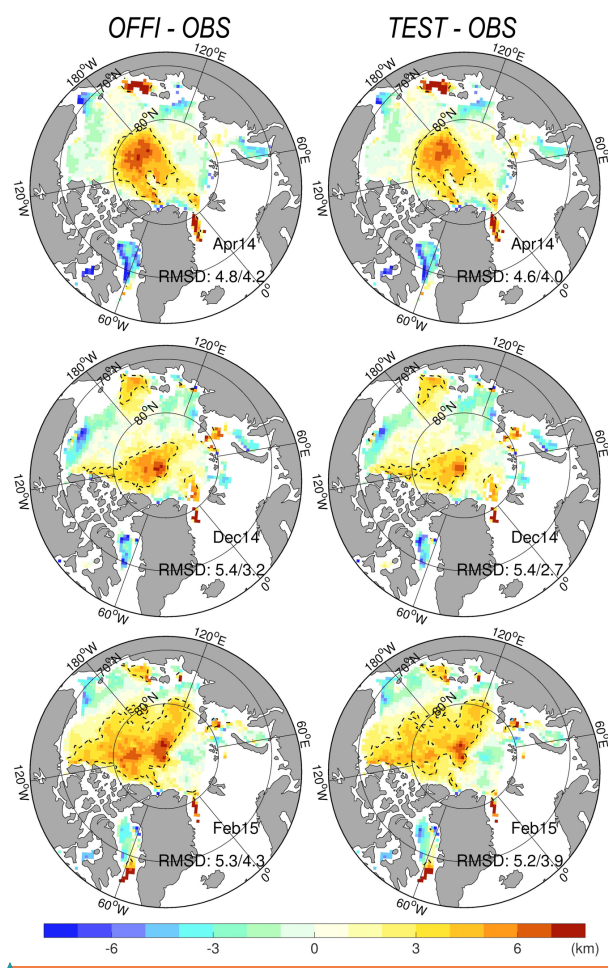 OFFI - OBS TEST - OBS
120°E 120°E
180°W 70°N 180°W 70°N
80°N 80°N
60°E 60°E
120°W 120°W
Apr14 Apr14
RMSD: 4.8/4.2 RMSD: 4.6/4.0
60°W 0° 60°W 0°
120°E 120°E
180°W 70°N 180°W 70°N
80°N 80°N
60°E 60°E
120°W 120°W
Dec14 Dec14
RMSD: 5.4/3.2 RMSD: 5.4/2.7
60°W 0° 60°W 0°
120°E 120°E
180°W 70°N 180°W 70°N
80°N 80°N
60°E 60°E
120°W 120°W
Feb15 Feb15
RMSD: 5.3/4.3 RMSD: 5.2/3.9
60°W 0° 60°W 0°
-6 -3 0 3 6 (km)